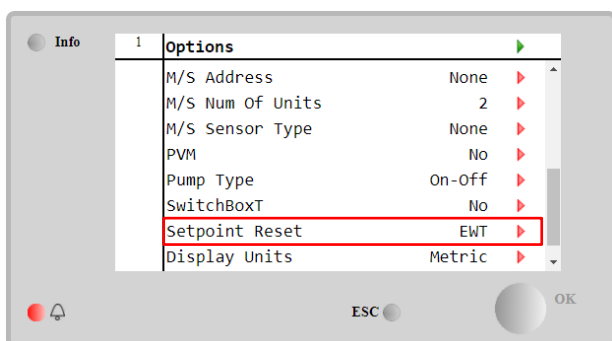 Info
1 Options
M/S Address None
M/S Num Of Units 2
M/S Sensor Type None
PVM No
Pump Type On-Off
SwitchBoxT No
Setpoint Reset EWT
Display Units Metric
ESC
OK